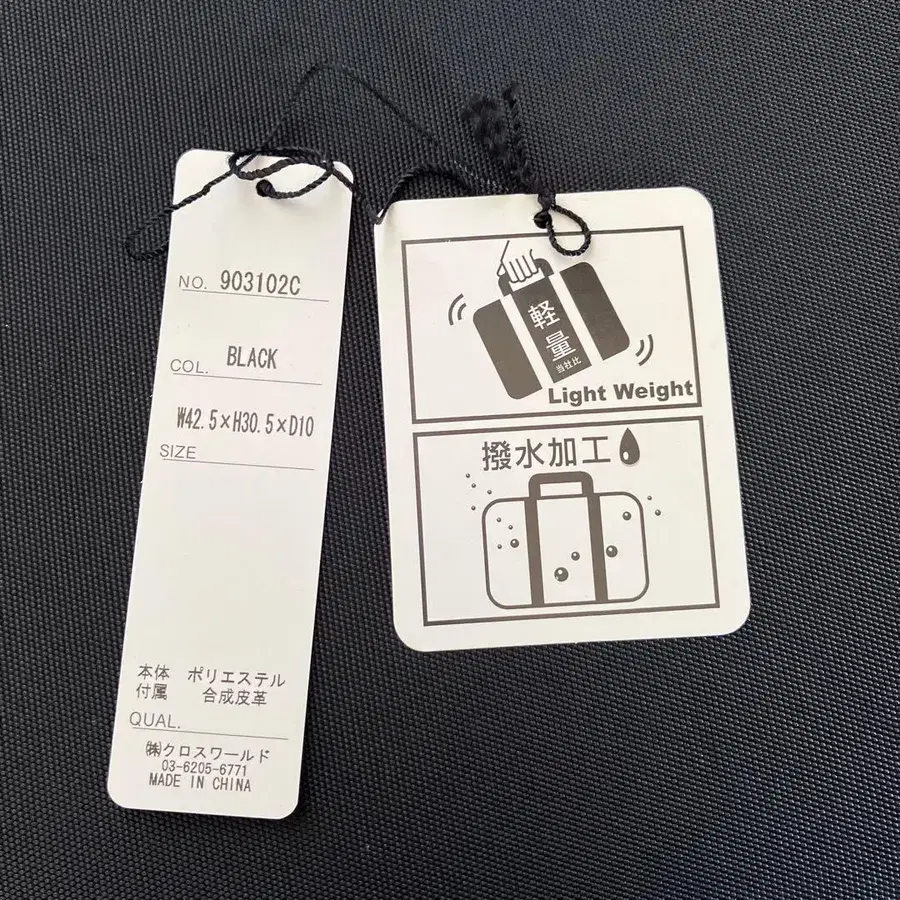 NO. 903102C
COL. BLACK
W42.5×H30.5×D10
SIZE
本体 ポリエステル
付属 合成皮革
QUAL.
㈱クロスワールド
03-6205-6771
MADE IN CHINA
軽量
当社比
Light Weight
撥水加工